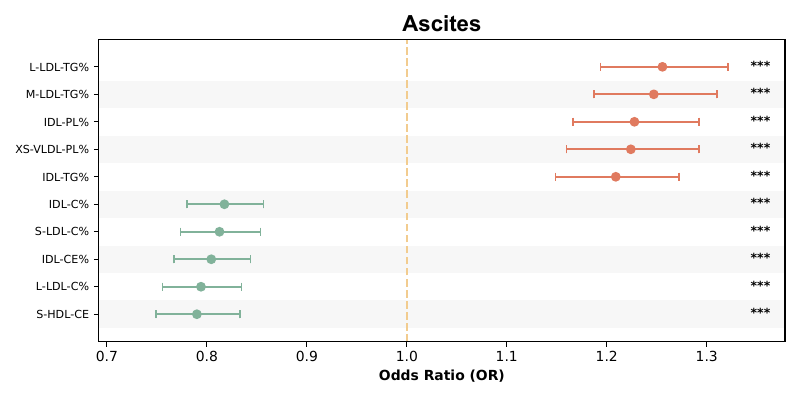 Ascites
L-LDL-TG% ***
M-LDL-TG% ***
IDL-PL% ***
XS-VLDL-PL% ***
IDL-TG% ***
IDL-C% ***
S-LDL-C% ***
IDL-CE% ***
L-LDL-C% ***
S-HDL-CE ***
0.7 0.8 0.9 1.0 1.1 1.2 1.3
Odds Ratio (OR)